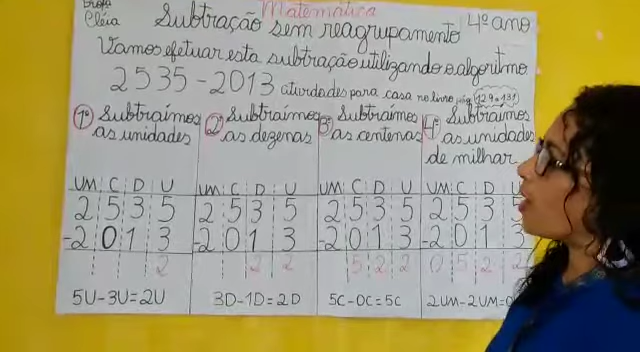 Matemática
Profª Cléia
Subtração sem reagrupamento 4º ano
Vamos efetuar esta subtração utilizando o algoritmo.
2535-2013 atividades para casa no livro pág. 129 a 131
1º Subtraímos
as unidades
UM C D U
2 5 3 5
-2 0 1 3
2
5U-3U=2U
2º Subtraímos
as dezenas
UM C D U
2 5 3 5
-2 0 1 3
2 2
3D-1D=2D
3º Subtraímos
as centenas
UM C D U
2 5 3 5
-2 0 1 3
5 2 2
5C-0C=5C
4º Subtraímos
as unidades
de milhar
UM C D U
2 5 3 5
-2 0 1 3
0 5 2 2
2UM-2UM=0